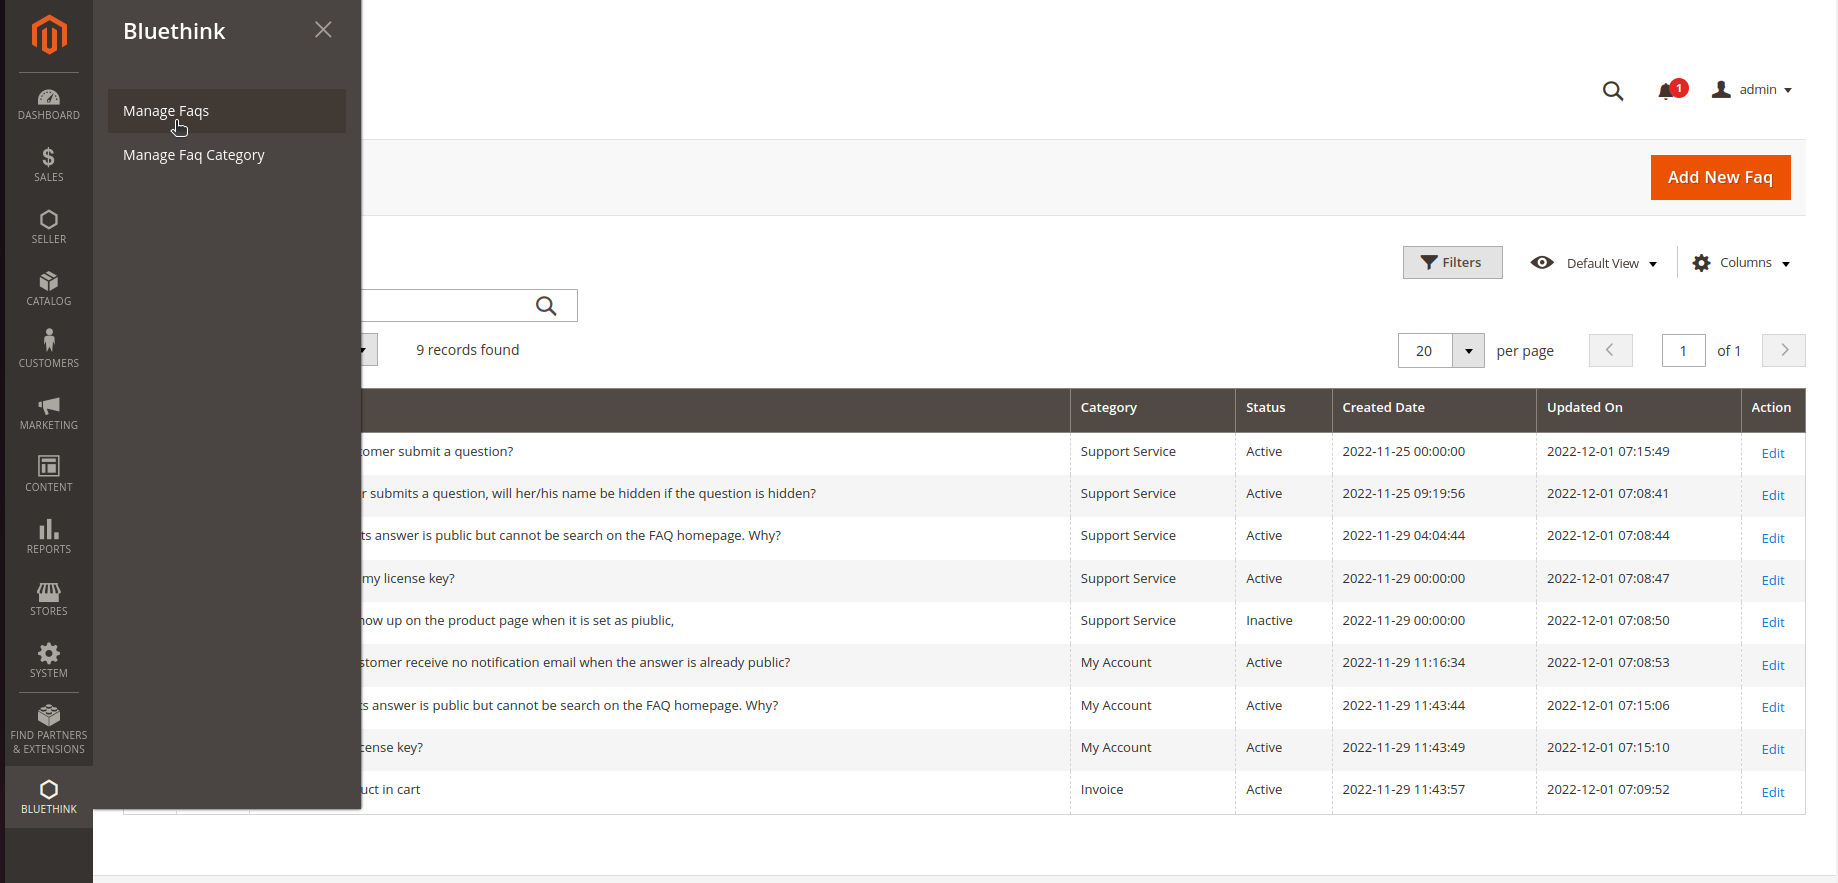 Bluethink
Manage Faqs
Manage Faq Category
DASHBOARD
SALES
SELLER
CATALOG
CUSTOMERS
MARKETING
CONTENT
REPORTS
STORES
SYSTEM
FIND PARTNERS
& EXTENSIONS
BLUETHINK
1
admin
Add New Faq
Filters
Default View
Columns
9 records found
20 per page
1 of 1
Category Status Created Date Updated On Action
omer submit a question? Support Service Active 2022-11-25 00:00:00 2022-12-01 07:15:49 Edit
r submits a question, will her/his name be hidden if the question is hidden? Support Service Active 2022-11-25 09:19:56 2022-12-01 07:08:41 Edit
ts answer is public but cannot be search on the FAQ homepage. Why? Support Service Active 2022-11-29 04:04:44 2022-12-01 07:08:44 Edit
my license key? Support Service Active 2022-11-29 00:00:00 2022-12-01 07:08:47 Edit
ow up on the product page when it is set as piublic, Support Service Inactive 2022-11-29 00:00:00 2022-12-01 07:08:50 Edit
stomer receive no notification email when the answer is already public? My Account Active 2022-11-29 11:16:34 2022-12-01 07:08:53 Edit
s answer is public but cannot be search on the FAQ homepage. Why? My Account Active 2022-11-29 11:43:44 2022-12-01 07:15:06 Edit
cense key? My Account Active 2022-11-29 11:43:49 2022-12-01 07:15:10 Edit
uct in cart Invoice Active 2022-11-29 11:43:57 2022-12-01 07:09:52 Edit